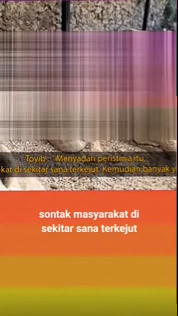 Toyib : Menyadari peristiwa itu,
kat di sekitar sana terkejut. Kemudian banyak y
sontak masyarakat di
sekitar sana terkejut